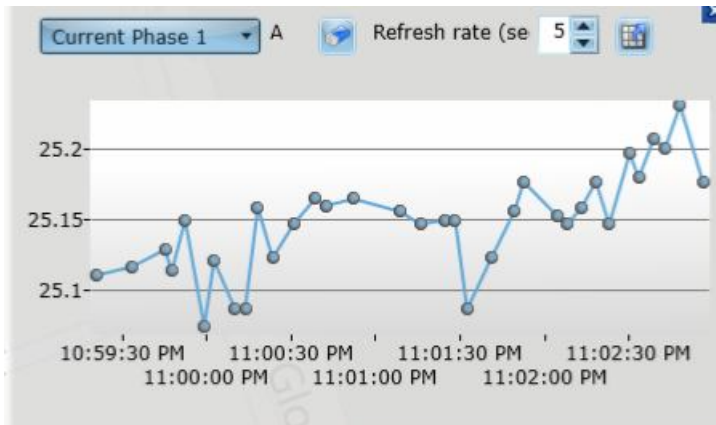 Current Phase 1 A Refresh rate (se 5
25.2
25.15
25.1
10:59:30 PM 11:00:30 PM 11:01:30 PM 11:02:30 PM
11:00:00 PM 11:01:00 PM 11:02:00 PM